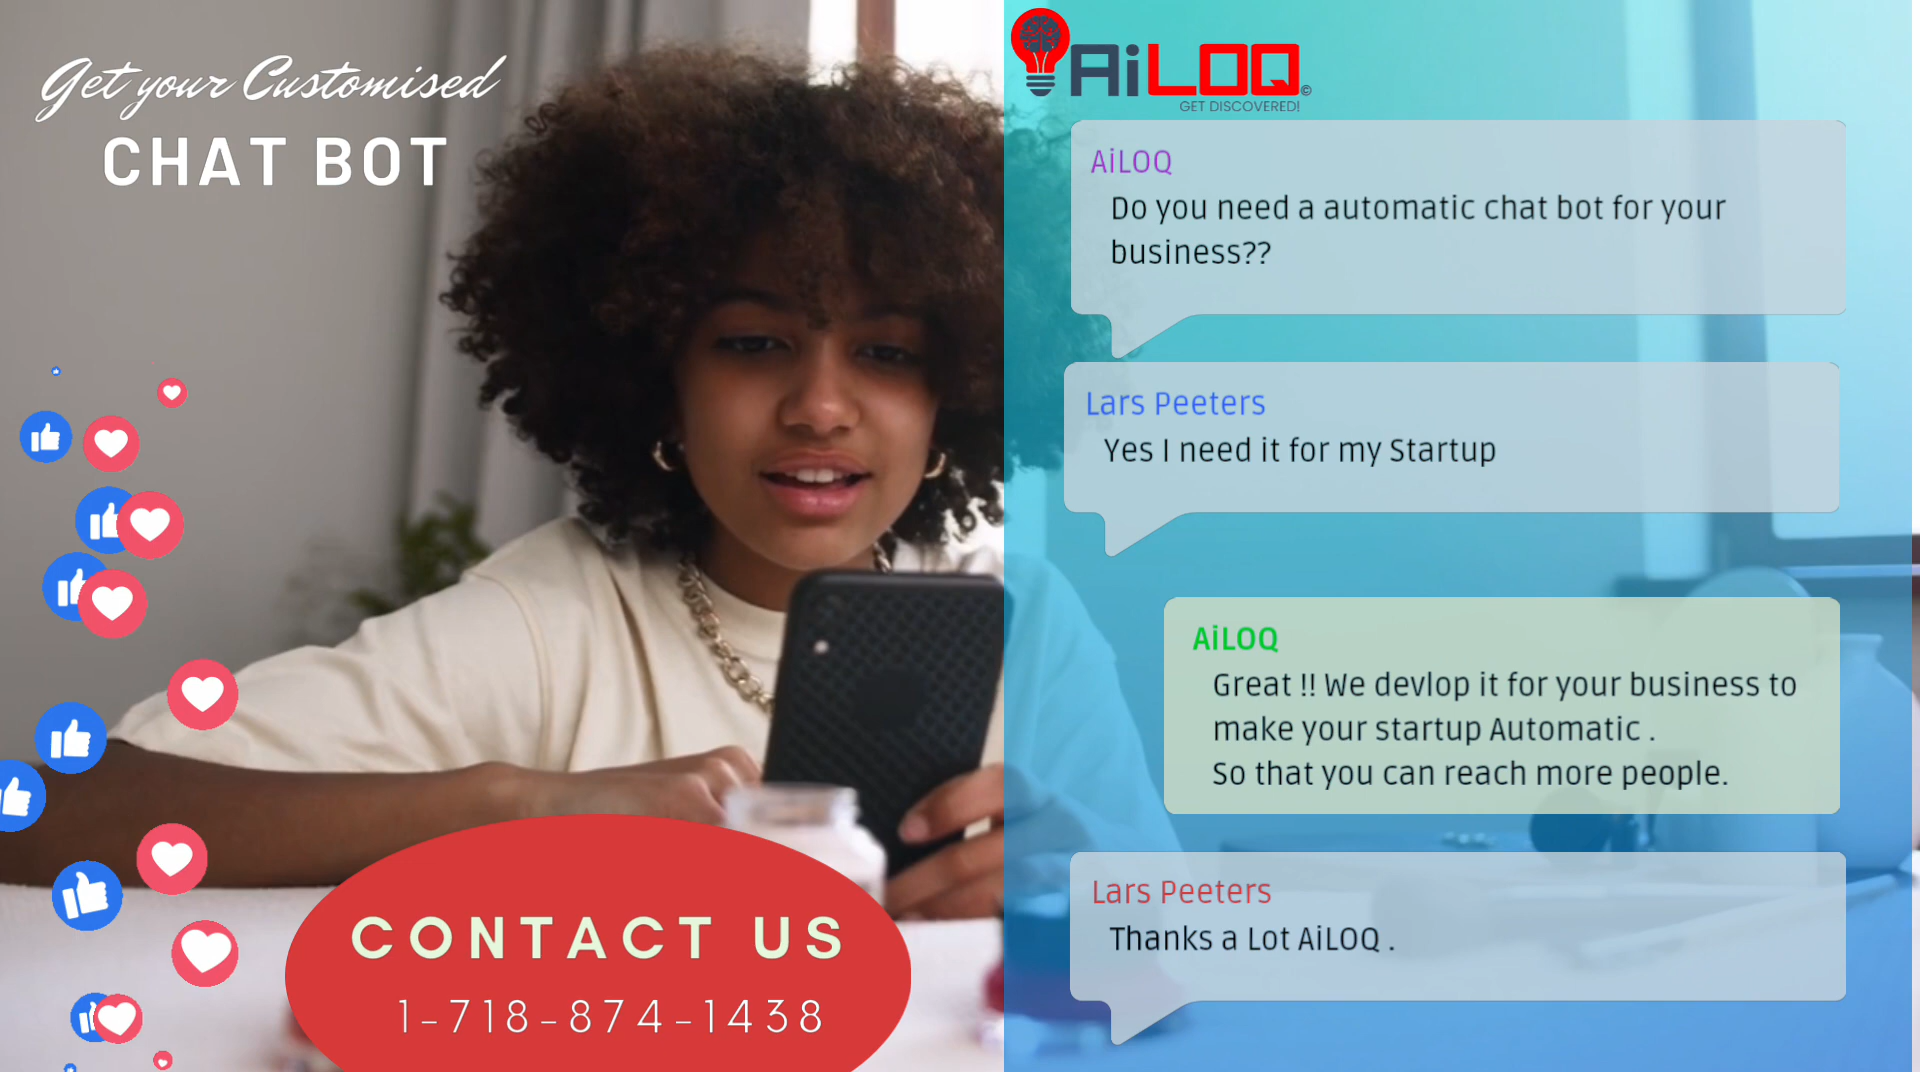 Get your Customised
CHAT BOT
CONTACT US
1-718-874-1438
AiLOQ©
GET DISCOVERED!
AiLOQ
Do you need a automatic chat bot for your
business??
Lars Peeters
Yes I need it for my Startup
AiLOQ
Great !! We devlop it for your business to
make your startup Automatic .
So that you can reach more people.
Lars Peeters
Thanks a Lot AiLOQ .